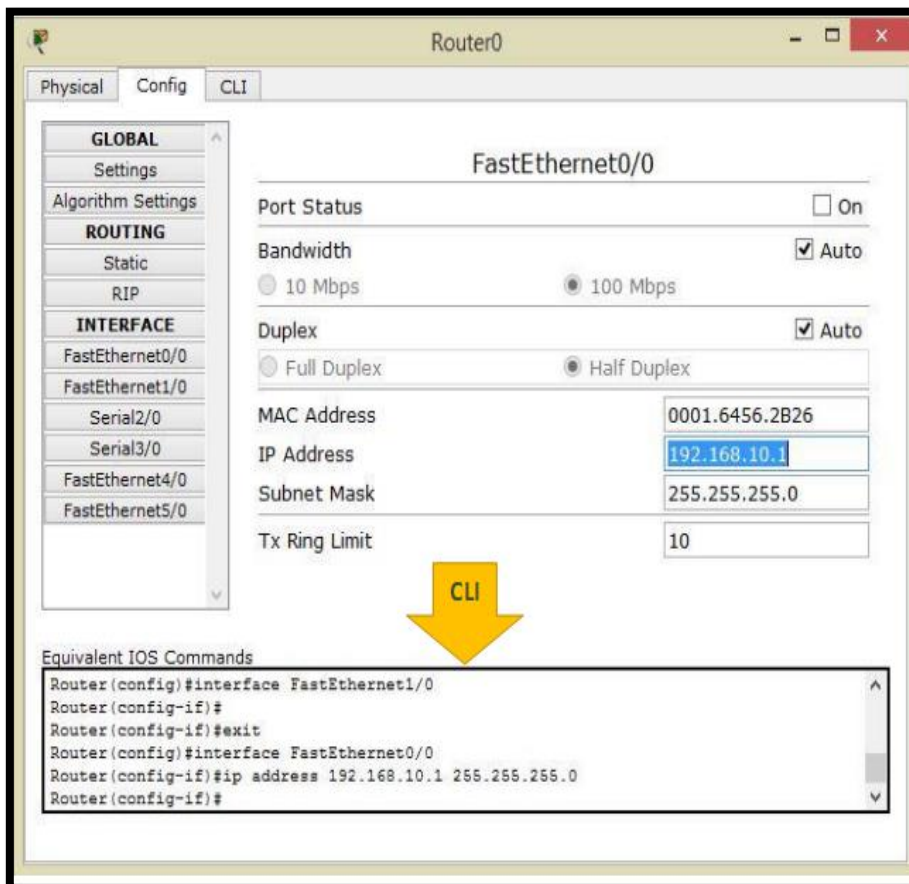 Router0
Physical Config CLI
GLOBAL
Settings
Algorithm Settings
ROUTING
Static
RIP
INTERFACE
FastEthernet0/0
FastEthernet1/0
Serial2/0
Serial3/0
FastEthernet4/0
FastEthernet5/0
FastEthernet0/0
Port Status On
Bandwidth Auto
10 Mbps 100 Mbps
Duplex Auto
Full Duplex Half Duplex
MAC Address 0001.6456.2B26
IP Address 192.168.10.1
Subnet Mask 255.255.255.0
Tx Ring Limit 10
CLI
Equivalent IOS Commands
Router(config)#interface FastEthernet1/0
Router(config-if)#
Router(config-if)#exit
Router(config)#interface FastEthernet0/0
Router(config-if)#ip address 192.168.10.1 255.255.255.0
Router(config-if)#